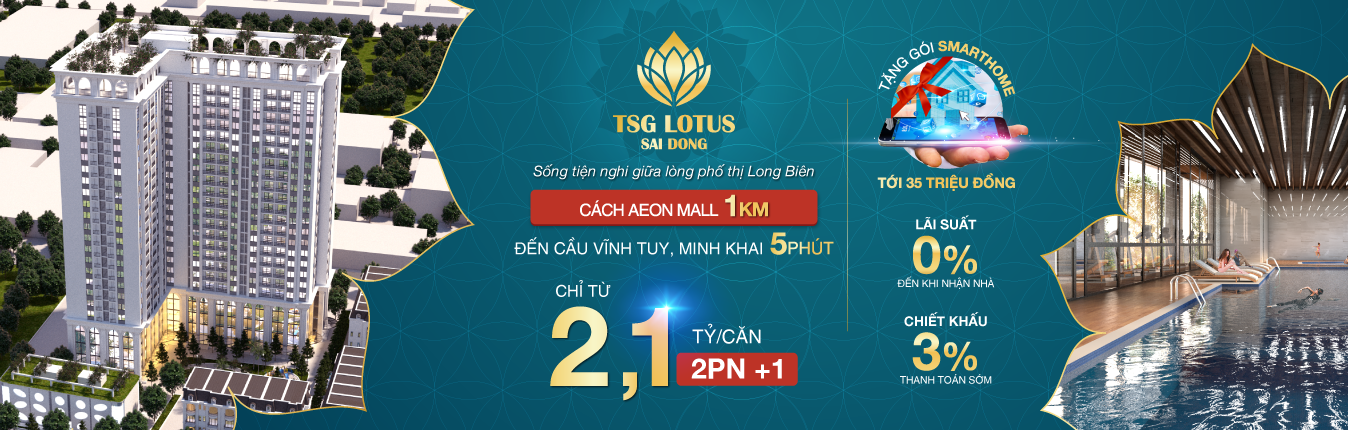 TSG LOTUS
SAI DONG
Sống tiện nghi giữa lòng phố thị Long Biên
CÁCH AEON MALL 1KM
ĐẾN CẦU VĨNH TUY, MINH KHAI 5PHÚT
CHỈ TỪ
2,1
TỶ/CĂN
2PN +1
TẶNG GÓI SMARTHOME
TỚI 35 TRIỆU ĐỒNG
LÃI SUẤT
0%
ĐẾN KHI NHẬN NHÀ
CHIẾT KHẤU
3%
THANH TOÁN SỚM